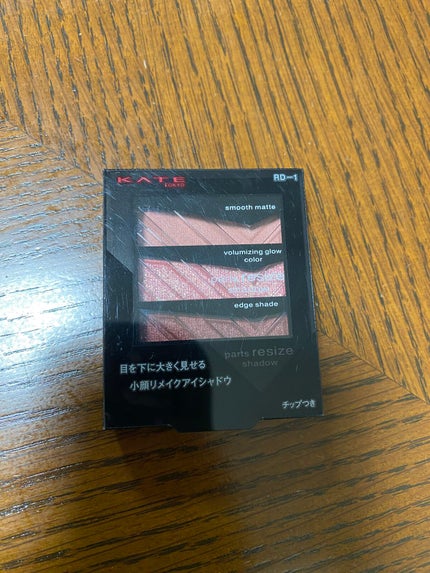 KATE
TOKYO
RD-1
smooth matte
volumizing glow
color
edge shade
parts resize
shadow
目を下に大きく見せる
小顔リメイクアイシャドウ
チップつき